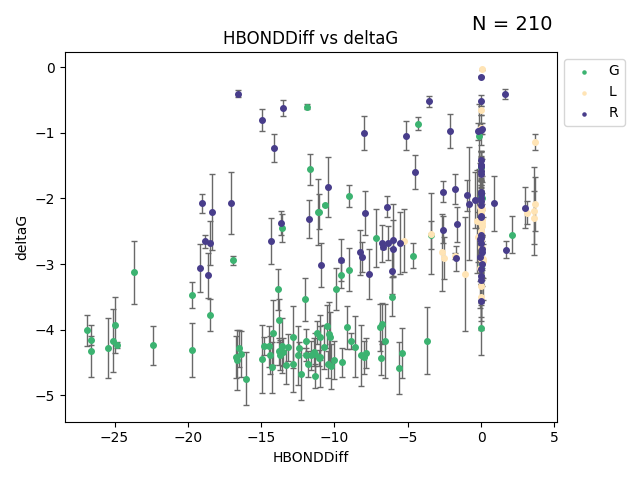 N = 210
HBONDDiff vs deltaG
G
L
R
deltaG
0
−1
−2
−3
−4
−5
−25
−20
−15
−10
−5
0
5
HBONDDiff